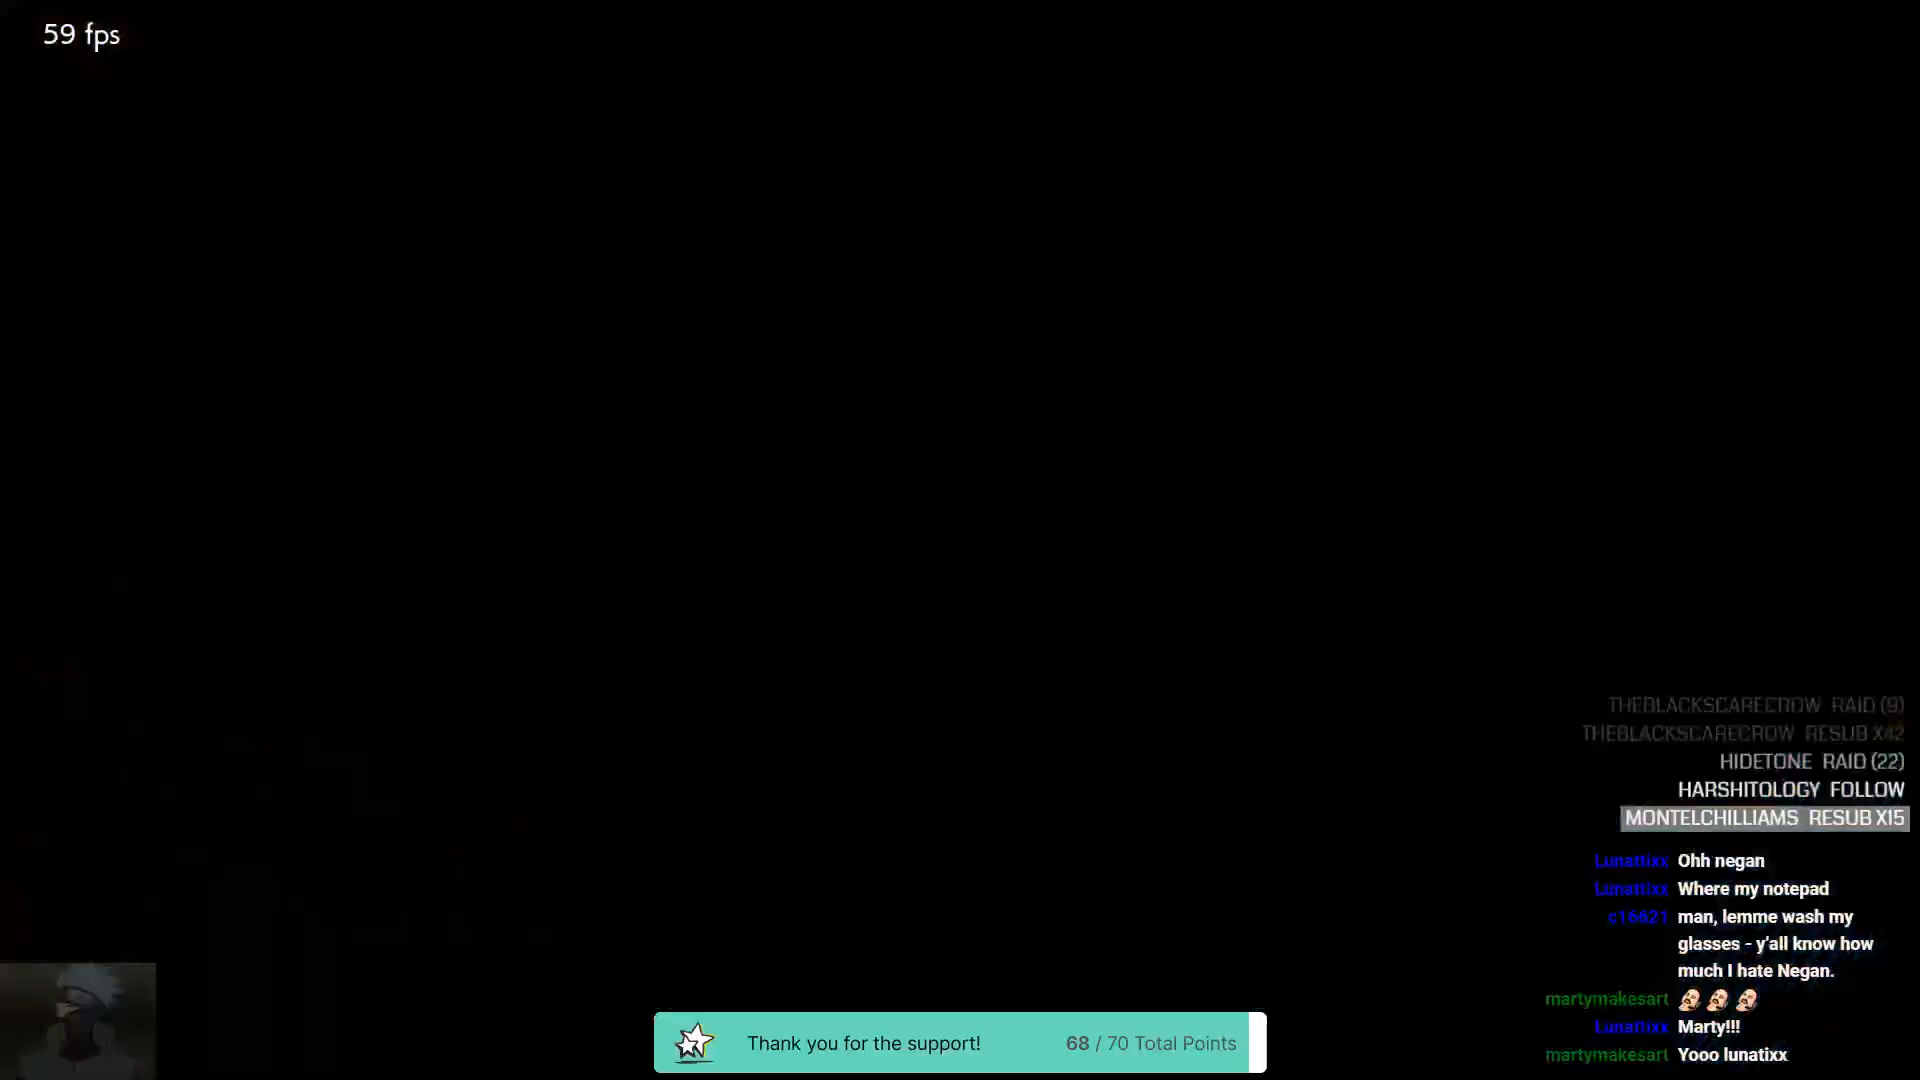 59 fps
THEBLACKSCARECROW RAID (9)
THEBLACKSCARECROW RESUB X42
HIDETONE RAID (22)
HARSHITOLOGY FOLLOW
MONTELCHILLIAMS RESUB X15
Lunattixx Ohh negan
Lunattixx Where my notepad
c16621 man, lemme wash my
glasses - y'all know how
much I hate Negan.
martymakesart
Lunattixx Marty!!!
martymakesart Yooo lunatixx
Thank you for the support! 68 / 70 Total Points